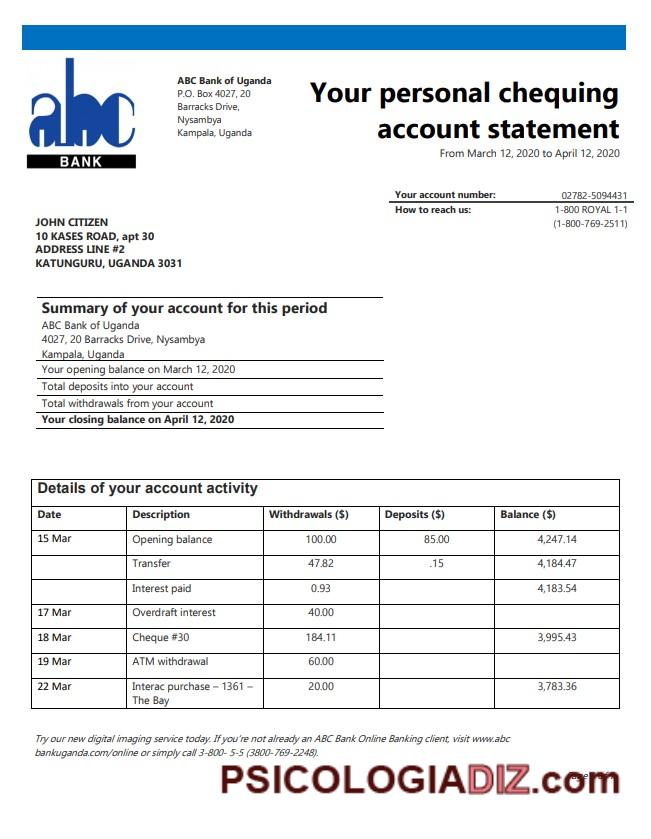 abc
BANK
ABC Bank of Uganda
P.O. Box 4027, 20
Barracks Drive,
Nysambya
Kampala, Uganda
Your personal chequing
account statement
From March 12, 2020 to April 12, 2020
Your account number: 02782-5094431
How to reach us: 1-800 ROYAL 1-1
(1-800-769-2511)
JOHN CITIZEN
10 KASES ROAD, apt 30
ADDRESS LINE #2
KATUNGURU, UGANDA 3031
Summary of your account for this period
ABC Bank of Uganda
4027, 20 Barracks Drive, Nysambya
Kampala, Uganda
Your opening balance on March 12, 2020
Total deposits into your account
Total withdrawals from your account
Your closing balance on April 12, 2020
Details of your account activity
Date Description Withdrawals ($) Deposits ($) Balance ($)
15 Mar Opening balance 100.00 85.00 4,247.14
Transfer 47.82 .15 4,184.47
Interest paid 0.93 4,183.54
17 Mar Overdraft interest 40.00
18 Mar Cheque #30 184.11 3,995.43
19 Mar ATM withdrawal 60.00
22 Mar Interac purchase – 1361 – 20.00 3,783.36
The Bay
Try our new digital imaging service today. If you're not already an ABC Bank Online Banking client, visit www.abc
bankuganda.com/online or simply call 3-800- 5-5 (3800-769-2248).
PSICOLOGIADIZ.com